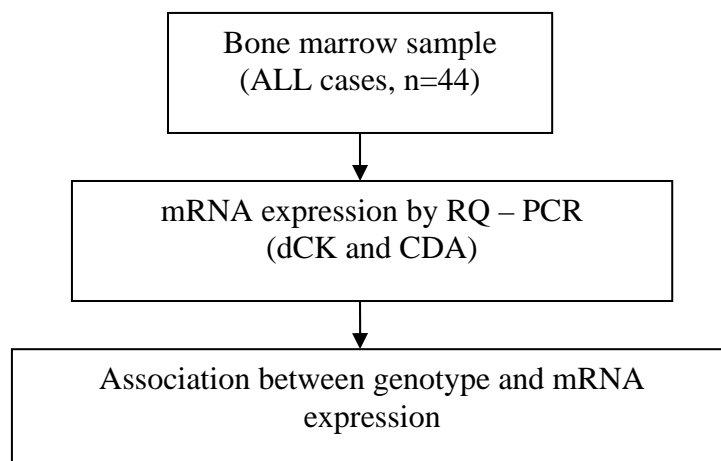 Bone marrow sample
(ALL cases, n=44)
mRNA expression by RQ – PCR
(dCK and CDA)
Association between genotype and mRNA
expression